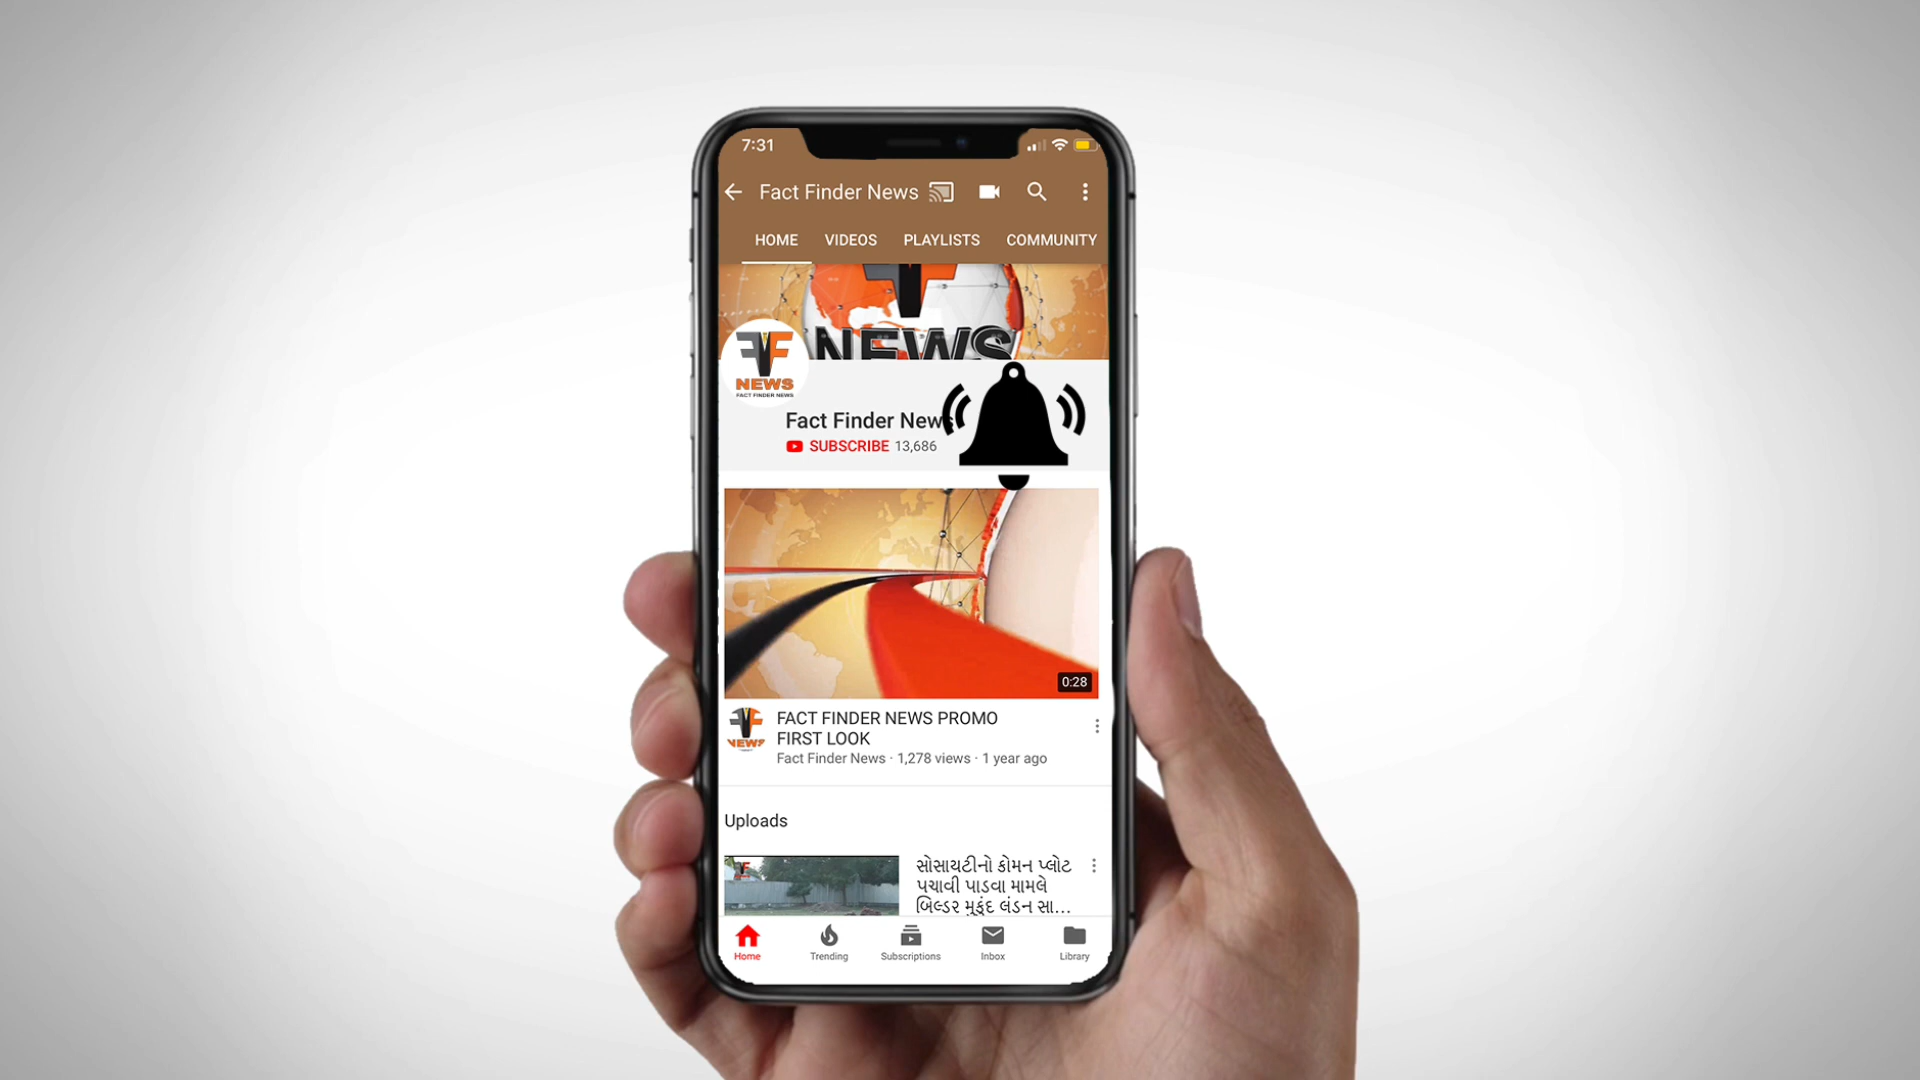 7:31
Fact Finder News
HOME VIDEOS PLAYLISTS COMMUNITY
NEWS
NEWS
FACT FINDER NEWS
Fact Finder News
SUBSCRIBE 13,686
0:28
FACT FINDER NEWS PROMO
FIRST LOOK
NEWS
Fact Finder News · 1,278 views · 1 year ago
Uploads
સોસાયટીનો કોમન પ્લોટ
પચાવી પાડવા મામલે
બિલ્ડર મુકુંદ લંડન સા...
Home Trending Subscriptions Inbox Library